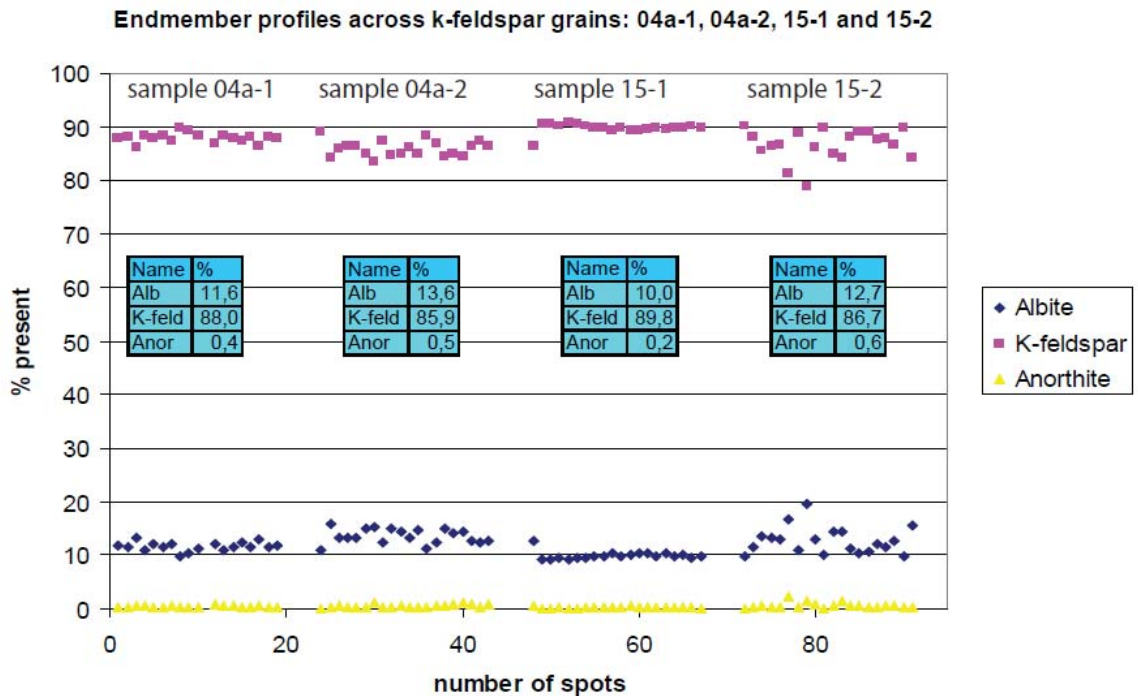 Endmember profiles across k-feldspar grains: 04a-1, 04a-2, 15-1 and 15-2
% present
100
90
80
70
60
50
40
30
20
10
0
sample 04a-1
sample 04a-2
sample 15-1
sample 15-2
Name %
Alb 11,6
K-feld 88,0
Anor 0,4
Name %
Alb 13,6
K-feld 85,9
Anor 0,5
Name %
Alb 10,0
K-feld 89,8
Anor 0,2
Name %
Alb 12,7
K-feld 86,7
Anor 0,6
Albite
K-feldspar
Anorthite
0 20 40 60 80
number of spots